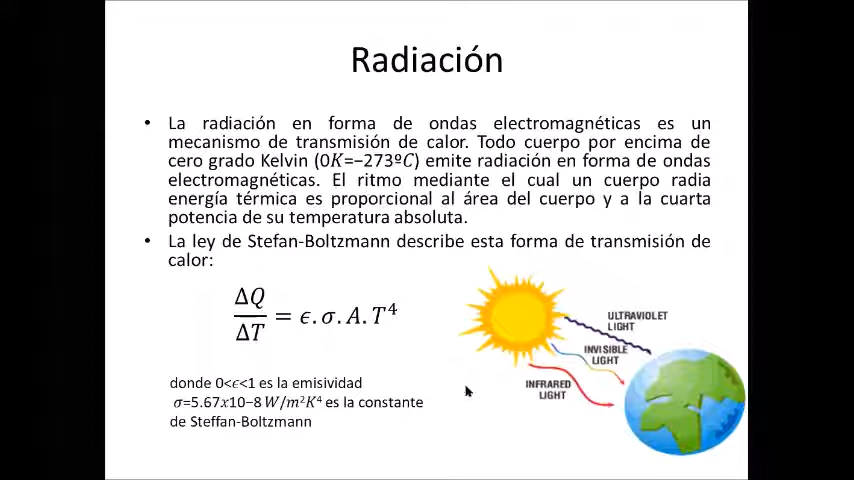 Radiación
• La radiación en forma de ondas electromagnéticas es un
mecanismo de transmisión de calor. Todo cuerpo por encima de
cero grado Kelvin (0K=−273ºC) emite radiación en forma de ondas
electromagnéticas. El ritmo mediante el cual un cuerpo radia
energía térmica es proporcional al área del cuerpo y a la cuarta
potencia de su temperatura absoluta.
• La ley de Stefan-Boltzmann describe esta forma de transmisión de
calor:
ΔQ/ΔT = ϵ.σ.A.T⁴
donde 0<ϵ<1 es la emisividad
σ=5.67x10−8 W/m²K⁴ es la constante
de Steffan-Boltzmann
ULTRAVIOLET
LIGHT
INVISIBLE
LIGHT
INFRARED
LIGHT